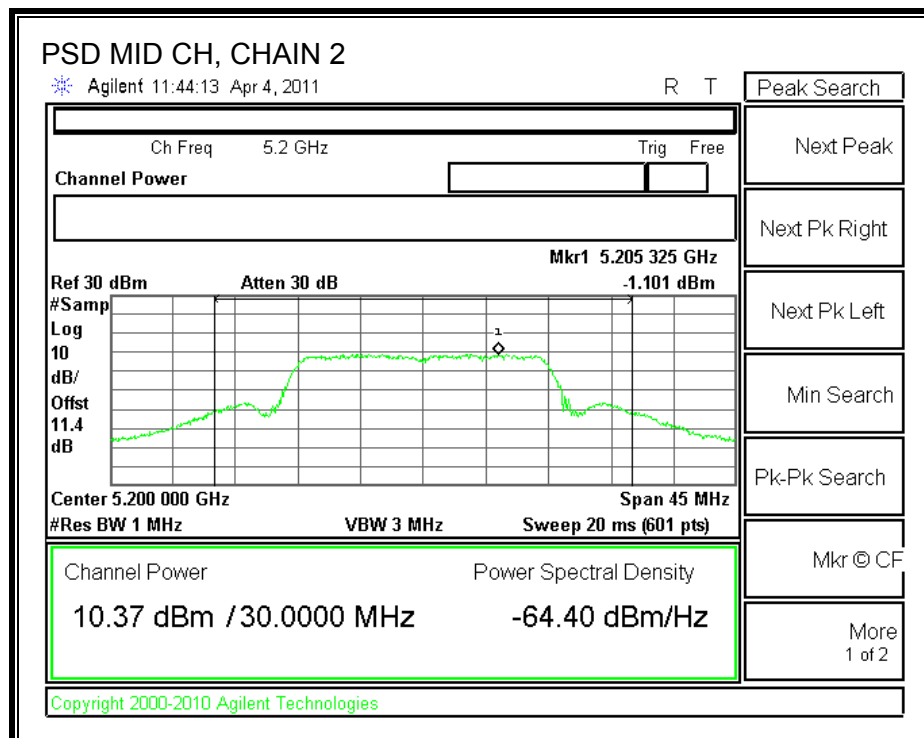 PSD MID CH, CHAIN 2
Agilent 11:44:13 Apr 4, 2011 R T
Peak Search
Ch Freq 5.2 GHz Trig Free
Next Peak
Channel Power
Next Pk Right
Mkr1 5.205 325 GHz
Ref 30 dBm Atten 30 dB -1.101 dBm
#Samp
Log
10
dB/
Offst
11.4
dB
1
Next Pk Left
Min Search
Pk-Pk Search
Center 5.200 000 GHz Span 45 MHz
#Res BW 1 MHz VBW 3 MHz Sweep 20 ms (601 pts)
Mkr © CF
Channel Power Power Spectral Density
10.37 dBm / 30.0000 MHz -64.40 dBm/Hz
More
1 of 2
Copyright 2000-2010 Agilent Technologies